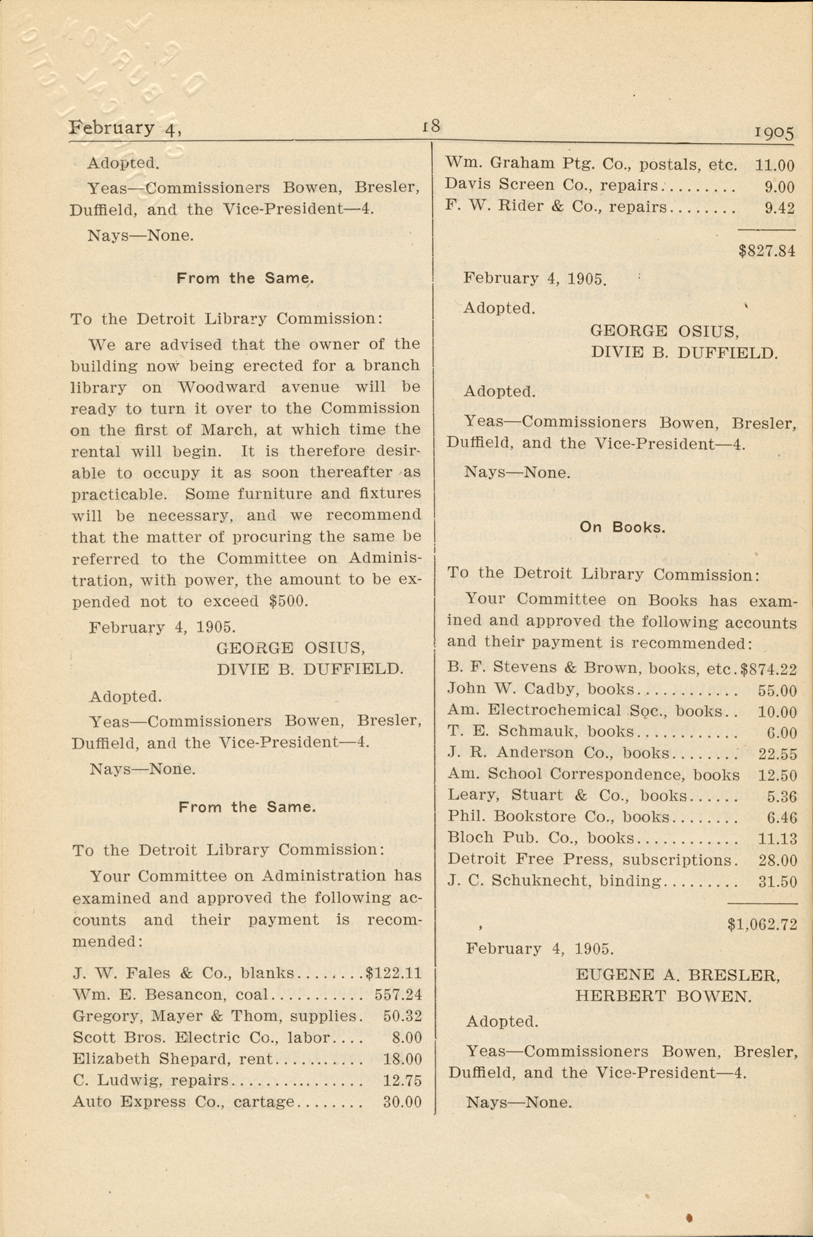 February 4,
18
1905
Adopted.
Yeas—Commissioners Bowen, Bresler,
Duffield, and the Vice-President—4.
Nays—None.
From the Same.
To the Detroit Library Commission:
We are advised that the owner of the
building now being erected for a branch
library on Woodward avenue will be
ready to turn it over to the Commission
on the first of March, at which time the
rental will begin. It is therefore desir-
able to occupy it as soon thereafter as
practicable. Some furniture and fixtures
will be necessary, and we recommend
that the matter of procuring the same be
referred to the Committee on Adminis-
tration, with power, the amount to be ex-
pended not to exceed $500.
February 4, 1905.
GEORGE OSIUS,
DIVIE B. DUFFIELD.
Adopted.
Yeas—Commissioners Bowen, Bresler,
Duffield, and the Vice-President—4.
Nays—None.
From the Same.
To the Detroit Library Commission:
Your Committee on Administration has
examined and approved the following ac-
counts and their payment is recom-
mended:
J. W. Fales & Co., blanks........$122.11
Wm. E. Besancon, coal........... 557.24
Gregory, Mayer & Thom, supplies. 50.32
Scott Bros. Electric Co., labor.... 8.00
Elizabeth Shepard, rent........... 18.00
C. Ludwig, repairs................ 12.75
Auto Express Co., cartage........ 30.00
Wm. Graham Ptg. Co., postals, etc. 11.00
Davis Screen Co., repairs......... 9.00
F. W. Rider & Co., repairs........ 9.42
$827.84
February 4, 1905.
Adopted.
GEORGE OSIUS,
DIVIE B. DUFFIELD.
Adopted.
Yeas—Commissioners Bowen, Bresler,
Duffield, and the Vice-President—4.
Nays—None.
On Books.
To the Detroit Library Commission:
Your Committee on Books has exam-
ined and approved the following accounts
and their payment is recommended:
B. F. Stevens & Brown, books, etc.$874.22
John W. Cadby, books............ 55.00
Am. Electrochemical Soc., books.. 10.00
T. E. Schmauk, books............ 6.00
J. R. Anderson Co., books........ 22.55
Am. School Correspondence, books 12.50
Leary, Stuart & Co., books...... 5.36
Phil. Bookstore Co., books........ 6.46
Bloch Pub. Co., books............ 11.13
Detroit Free Press, subscriptions. 28.00
J. C. Schuknecht, binding......... 31.50
$1,062.72
February 4, 1905.
EUGENE A. BRESLER,
HERBERT BOWEN.
Adopted.
Yeas—Commissioners Bowen, Bresler,
Duffield, and the Vice-President—4.
Nays—None.